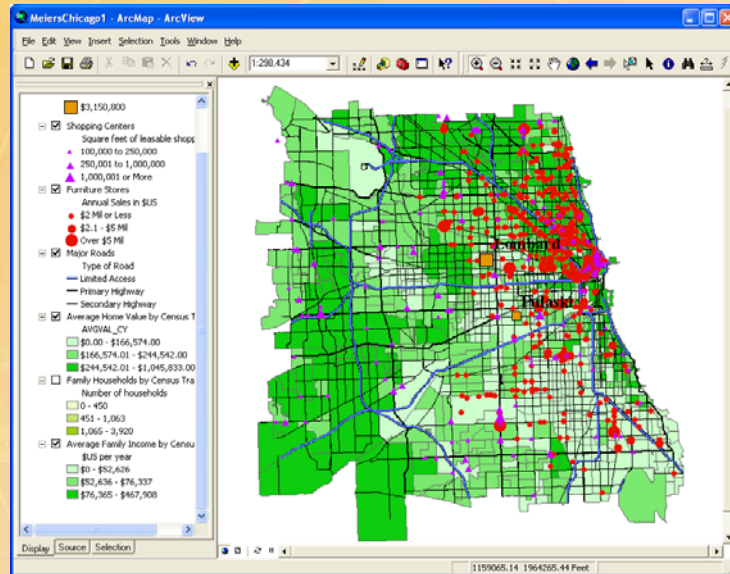 MeiersChicago1 - ArcMap - ArcView
File Edit View Insert Selection Tools Window Help
1:298,434
$3,150,800
Shopping Centers
Square feet of leasable shopp
100,000 to 250,000
250,001 to 1,000,000
1,000,001 or More
Furniture Stores
Annual Sales in $US
$2 Mil or Less
$2.1 - $5 Mil
Over $5 Mil
Major Roads
Type of Road
Limited Access
Primary Highway
Secondary Highway
Average Home Value by Census T
AVGVAL_CY
$0.00 - $166,574.00
$166,574.01 - $244,542.00
$244,542.01 - $1,045,833.00
Family Households by Census Tra
Number of households
0 - 450
451 - 1,063
1,065 - 3,920
Average Family Income by Census
$US per year
$0 - $52,626
$52,636 - $76,337
$76,365 - $467,908
Display Source Selection
Lombard
Pulaski
1159065.14 1964265.44 Feet